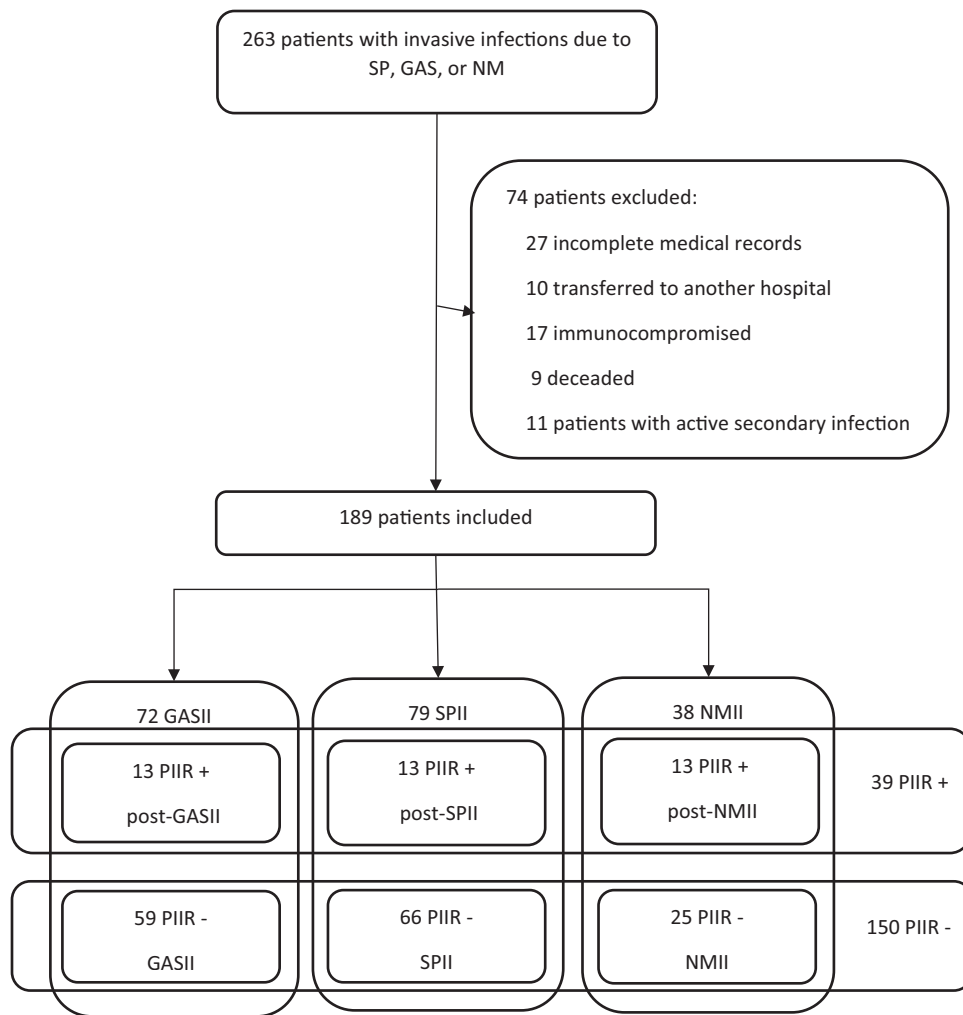 263 patients with invasive infections due to
SP, GAS, or NM
74 patients excluded:
27 incomplete medical records
10 transferred to another hospital
17 immunocompromised
9 deceaded
11 patients with active secondary infection
189 patients included
72 GASII
79 SPII
38 NMII
13 PIIR +
post-GASII
13 PIIR +
post-SPII
13 PIIR +
post-NMII
39 PIIR +
59 PIIR -
GASII
66 PIIR -
SPII
25 PIIR -
NMII
150 PIIR -